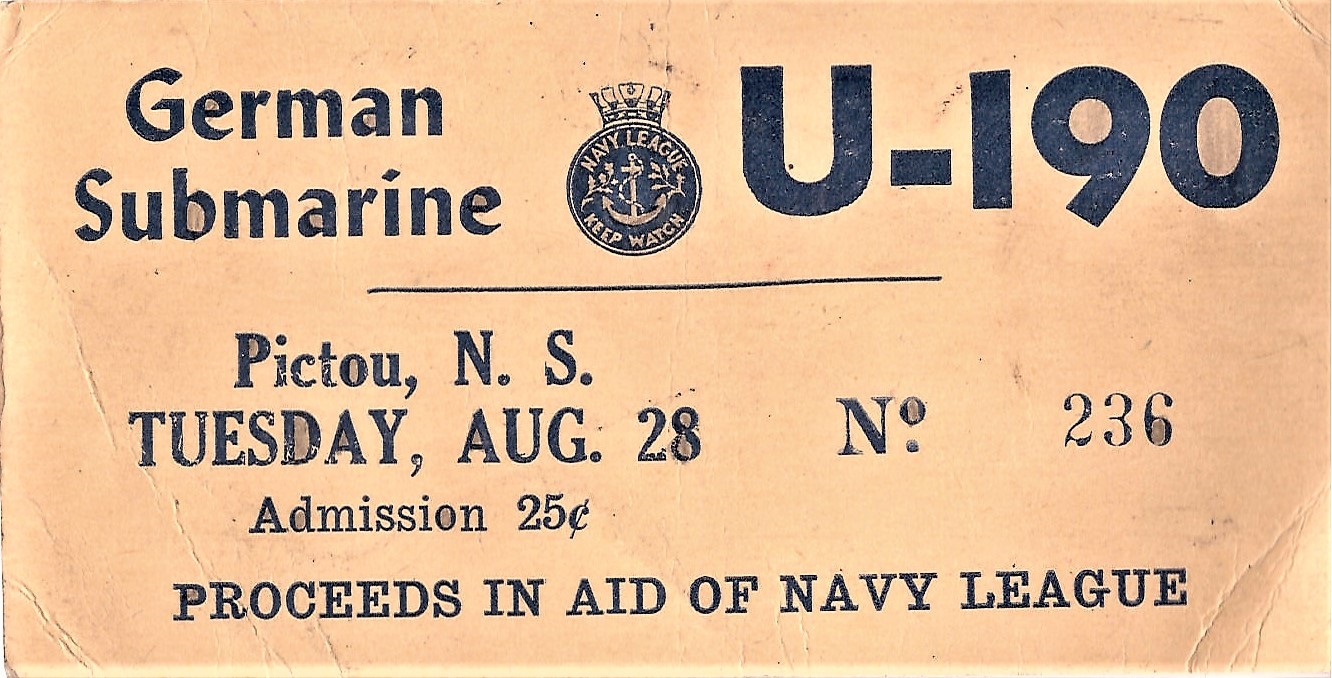 German
Submarine
NAVY LEAGUE
KEEP WATCH
U-190
Pictou, N. S.
TUESDAY, AUG. 28
Nº 236
Admission 25¢
PROCEEDS IN AID OF NAVY LEAGUE